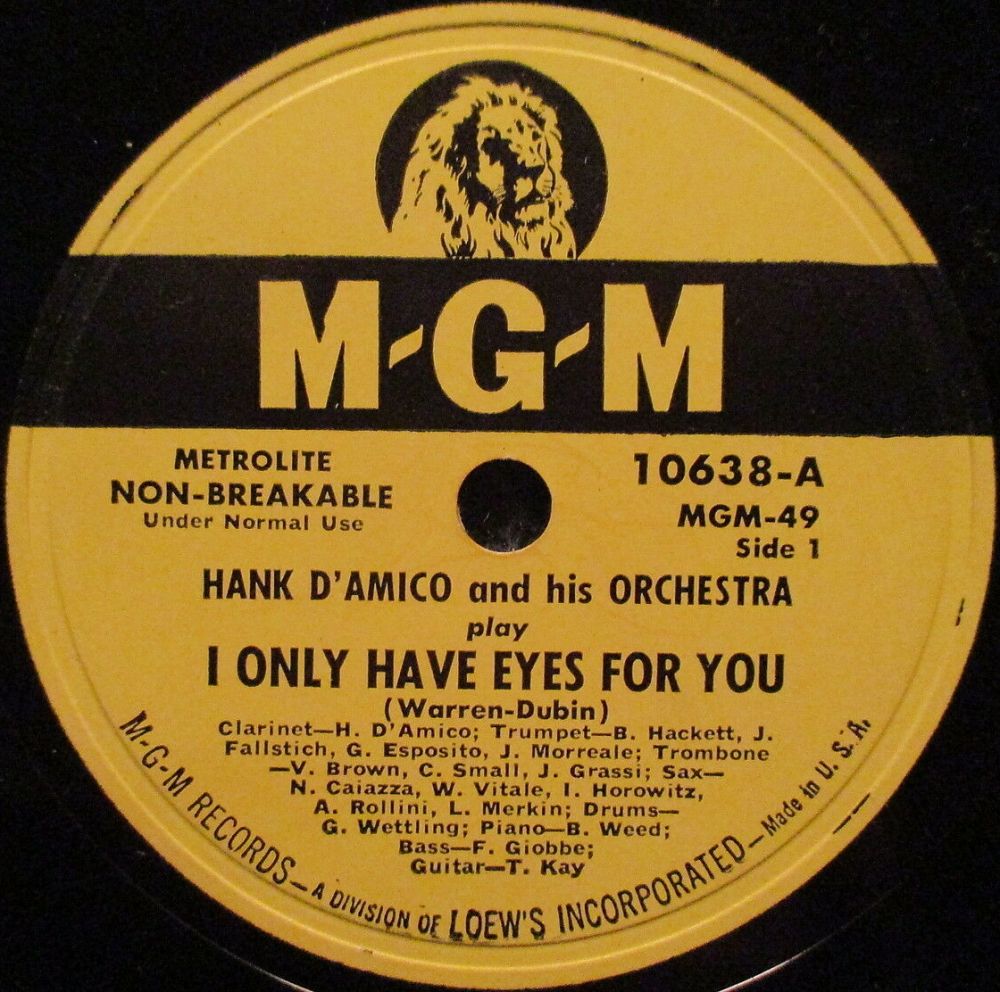 M-G-M
METROLITE
NON-BREAKABLE
Under Normal Use
10638-A
MGM-49
Side 1
HANK D'AMICO and his ORCHESTRA
play
I ONLY HAVE EYES FOR YOU
(Warren-Dubin)
Clarinet—H. D'Amico; Trumpet—B. Hackett, J.
Fallstich, G. Esposito, J. Morreale; Trombone
—V. Brown, C. Small, J. Grassi; Sax—
N. Caiazza, W. Vitale, I. Horowitz,
A. Rollini, L. Merkin; Drums—
G. Wettling; Piano—B. Weed;
Bass—F. Giobbe;
Guitar—T. Kay
M-G-M RECORDS—A DIVISION OF LOEW'S INCORPORATED—Made in U. S. A.